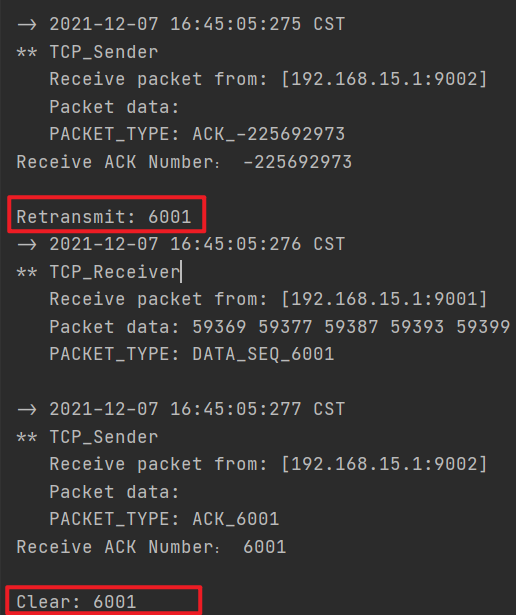 -> 2021-12-07 16:45:05:275 CST
** TCP_Sender
Receive packet from: [192.168.15.1:9002]
Packet data:
PACKET_TYPE: ACK_-225692973
Receive ACK Number： -225692973
Retransmit: 6001
-> 2021-12-07 16:45:05:276 CST
** TCP_Receiver
Receive packet from: [192.168.15.1:9001]
Packet data: 59369 59377 59387 59393 59399
PACKET_TYPE: DATA_SEQ_6001
-> 2021-12-07 16:45:05:277 CST
** TCP_Sender
Receive packet from: [192.168.15.1:9002]
Packet data:
PACKET_TYPE: ACK_6001
Receive ACK Number： 6001
Clear: 6001